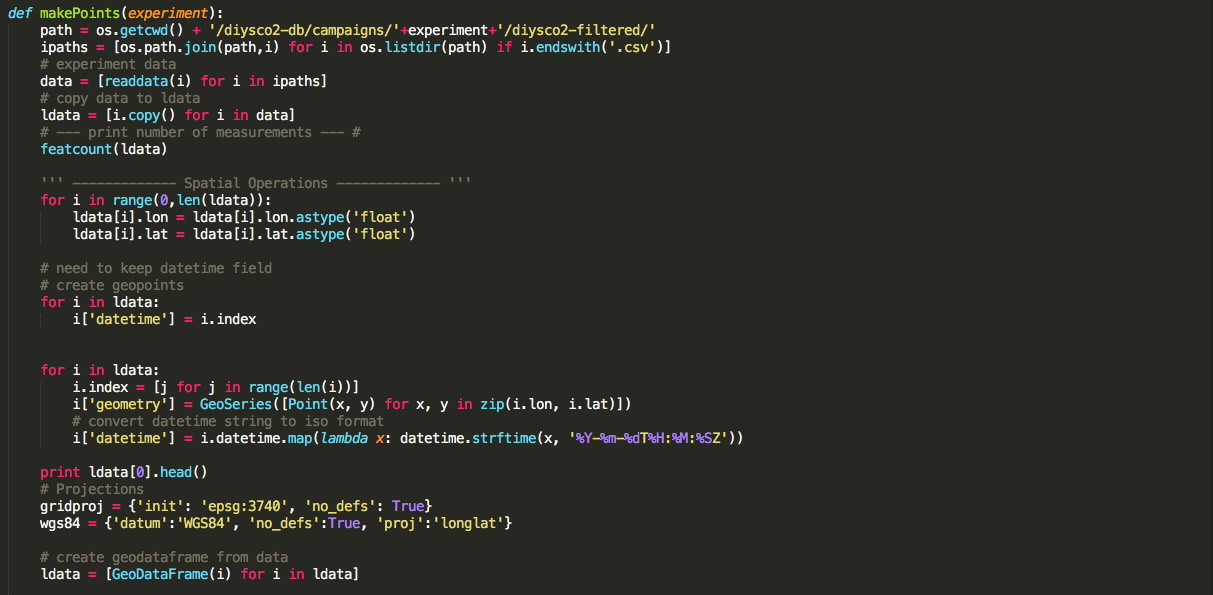 def makePoints(experiment):
    path = os.getcwd() + '/diysco2-db/campaigns/'+experiment+'/diysco2-filtered/'
    ipaths = [os.path.join(path,i) for i in os.listdir(path) if i.endswith('.csv')]
    # experiment data
    data = [readdata(i) for i in ipaths]
    # copy data to ldata
    ldata = [i.copy() for i in data]
    # --- print number of measurements --- #
    featcount(ldata)
    ''' ------------- Spatial Operations ------------- '''
    for i in range(0,len(ldata)):
        ldata[i].lon = ldata[i].lon.astype('float')
        ldata[i].lat = ldata[i].lat.astype('float')
    # need to keep datetime field
    # create geopoints
    for i in ldata:
        i['datetime'] = i.index
    for i in ldata:
        i.index = [j for j in range(len(i))]
        i['geometry'] = GeoSeries([Point(x, y) for x, y in zip(i.lon, i.lat)])
        # convert datetime string to iso format
        i['datetime'] = i.datetime.map(lambda x: datetime.strftime(x, '%Y-%m-%dT%H:%M:%SZ'))
    print ldata[0].head()
    # Projections
    gridproj = {'init': 'epsg:3740', 'no_defs': True}
    wgs84 = {'datum':'WGS84', 'no_defs':True, 'proj':'longlat'}
    # create geodataframe from data
    ldata = [GeoDataFrame(i) for i in ldata]